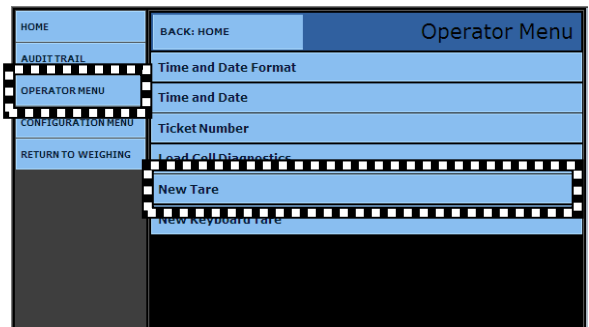 HOME
BACK: HOME
Operator Menu
AUDIT TRAIL
OPERATOR MENU
CONFIGURATION MENU
RETURN TO WEIGHING
Time and Date Format
Time and Date
Ticket Number
Load Cell Diagnostics
New Tare
New Keyboard Tare